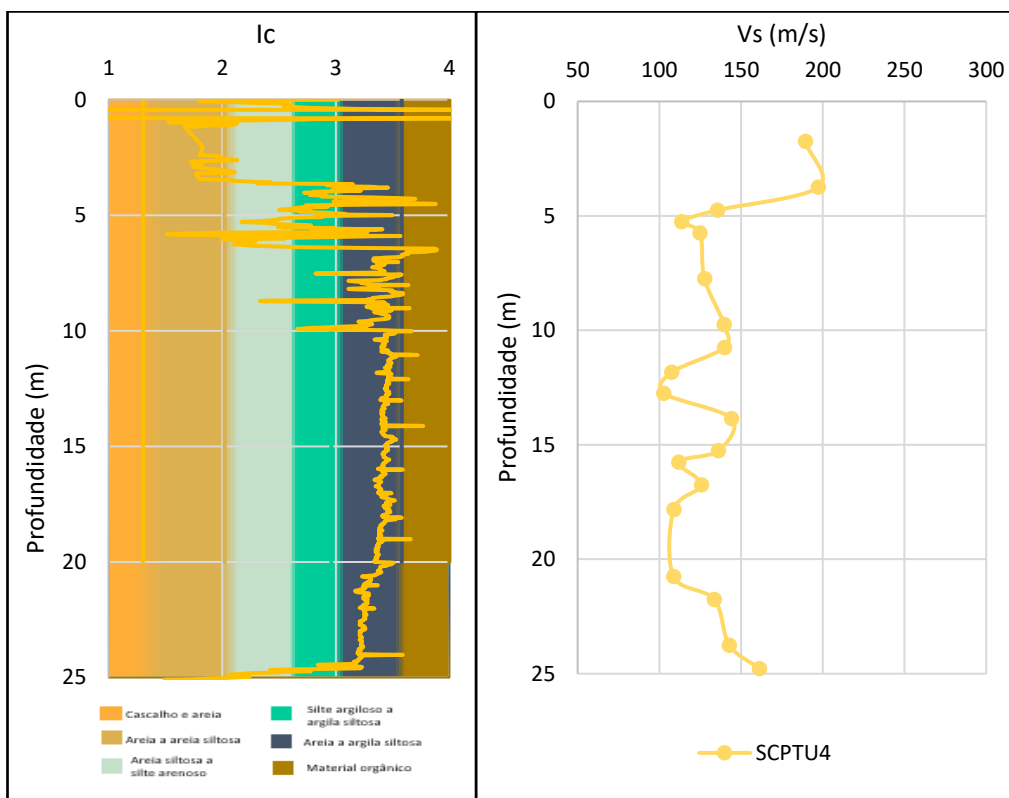 Ic
1 2 3 4
0
5
10
15
20
25
Profundidade (m)
Cascalho e areia
Areia a areia siltosa
Areia siltosa a
silte arenoso
Silte argiloso a
argila siltosa
Areia a argila siltosa
Material orgânico
Vs (m/s)
50 100 150 200 250 300
0
5
10
15
20
25
Profundidade (m)
SCPTU4